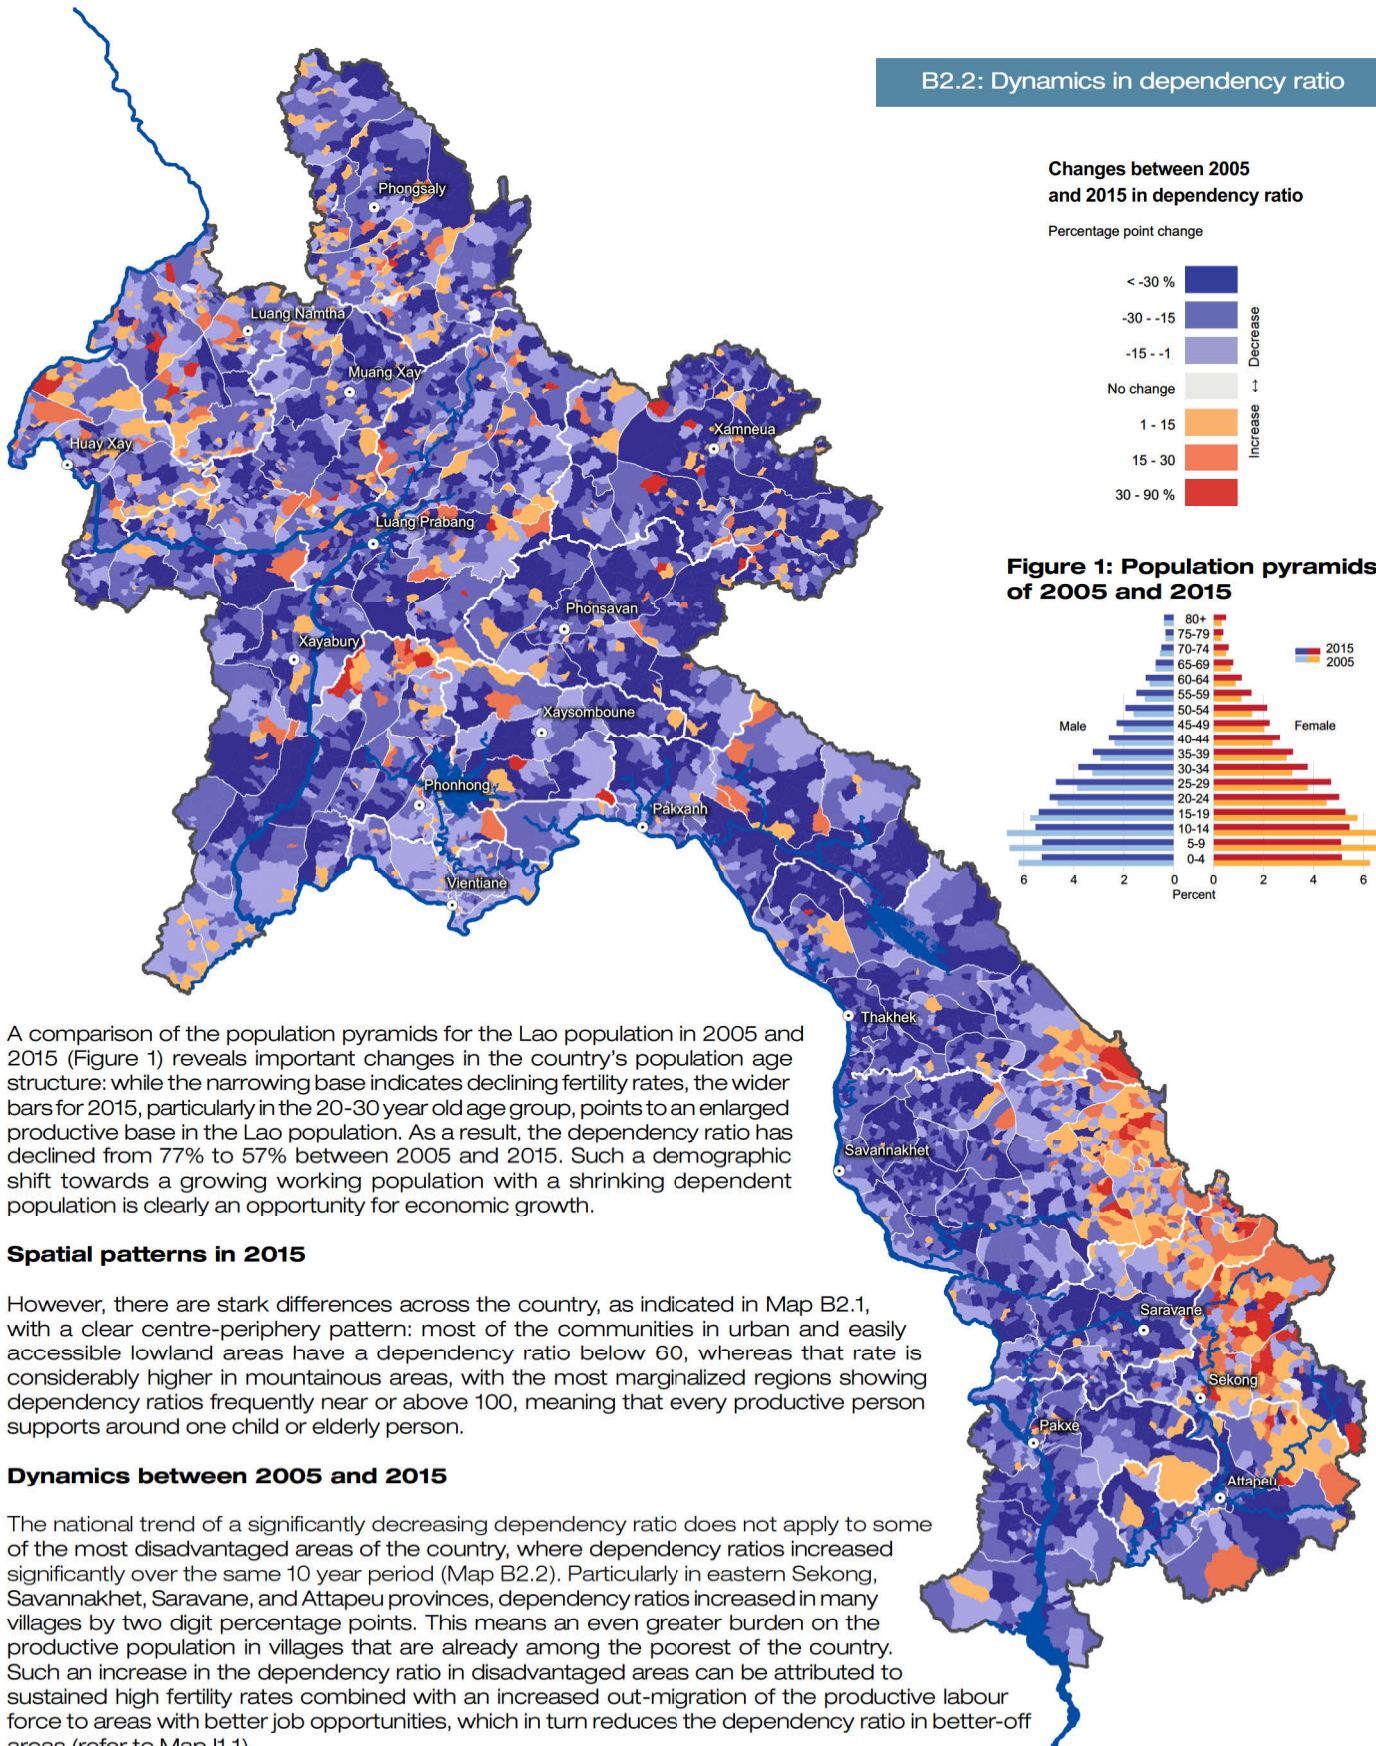 B2.2: Dynamics in dependency ratio
Changes between 2005
and 2015 in dependency ratio
Percentage point change
< -30 %
-30 - -15
-15 - -1
No change
1 - 15
15 - 30
30 - 90 %
Decrease
↔
Increase
Phongsaly
Luang Namtha
Muang Xay
Huay Xay
Xamneua
Luang Prabang
Phonsavan
Xayabury
Xaysomboune
Phonhong
Pakxanh
Vientiane
Thakhek
Savannakhet
Saravane
Sekong
Pakxe
Attapeu
Figure 1: Population pyramids
of 2005 and 2015
80+
75-79
70-74
65-69
60-64
55-59
50-54
45-49
40-44
35-39
30-34
25-29
20-24
15-19
10-14
5-9
0-4
Male
Female
2015
2005
6 4 2 0 0 2 4 6
Percent
A comparison of the population pyramids for the Lao population in 2005 and
2015 (Figure 1) reveals important changes in the country's population age
structure: while the narrowing base indicates declining fertility rates, the wider
bars for 2015, particularly in the 20-30 year old age group, points to an enlarged
productive base in the Lao population. As a result, the dependency ratio has
declined from 77% to 57% between 2005 and 2015. Such a demographic
shift towards a growing working population with a shrinking dependent
population is clearly an opportunity for economic growth.
Spatial patterns in 2015
However, there are stark differences across the country, as indicated in Map B2.1,
with a clear centre-periphery pattern: most of the communities in urban and easily
accessible lowland areas have a dependency ratio below 60, whereas that rate is
considerably higher in mountainous areas, with the most marginalized regions showing
dependency ratios frequently near or above 100, meaning that every productive person
supports around one child or elderly person.
Dynamics between 2005 and 2015
The national trend of a significantly decreasing dependency ratio does not apply to some
of the most disadvantaged areas of the country, where dependency ratios increased
significantly over the same 10 year period (Map B2.2). Particularly in eastern Sekong,
Savannakhet, Saravane, and Attapeu provinces, dependency ratios increased in many
villages by two digit percentage points. This means an even greater burden on the
productive population in villages that are already among the poorest of the country.
Such an increase in the dependency ratio in disadvantaged areas can be attributed to
sustained high fertility rates combined with an increased out-migration of the productive labour
force to areas with better job opportunities, which in turn reduces the dependency ratio in better-off
areas (refer to Map I1.1)